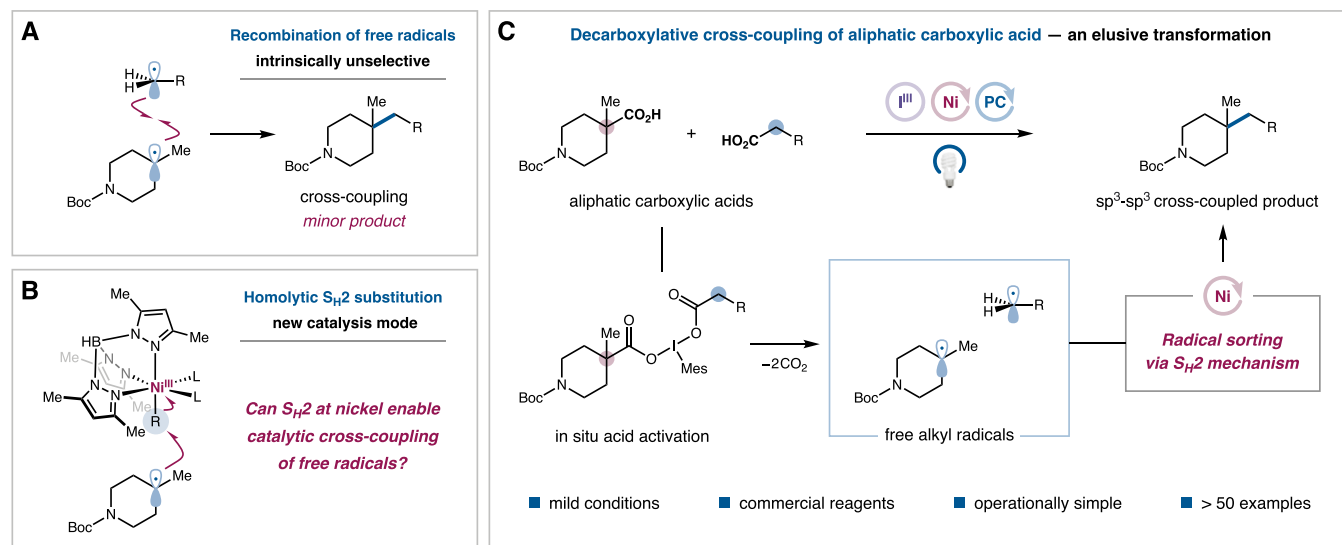 A
Recombination of free radicals
intrinsically unselective
H
H
R
Me
N
Boc
Me
R
N
Boc
cross-coupling
minor product
B
Homolytic SH2 substitution
new catalysis mode
Me
Me
HB
N
N
Me
N
N
N
N
NiIII
L
L
Me
Me
Me
R
Can SH2 at nickel enable
catalytic cross-coupling
of free radicals?
Me
N
Boc
C
Decarboxylative cross-coupling of aliphatic carboxylic acid — an elusive transformation
Me
CO2H
N
Boc
+
HO2C
R
IIII
Ni
PC
Me
R
N
Boc
aliphatic carboxylic acids
sp3-sp3 cross-coupled product
O
R
O
Me
O
O
I
Mes
N
Boc
in situ acid activation
−2CO2
H
H
R
Me
N
Boc
free alkyl radicals
Ni
Radical sorting
via SH2 mechanism
mild conditions
commercial reagents
operationally simple
> 50 examples